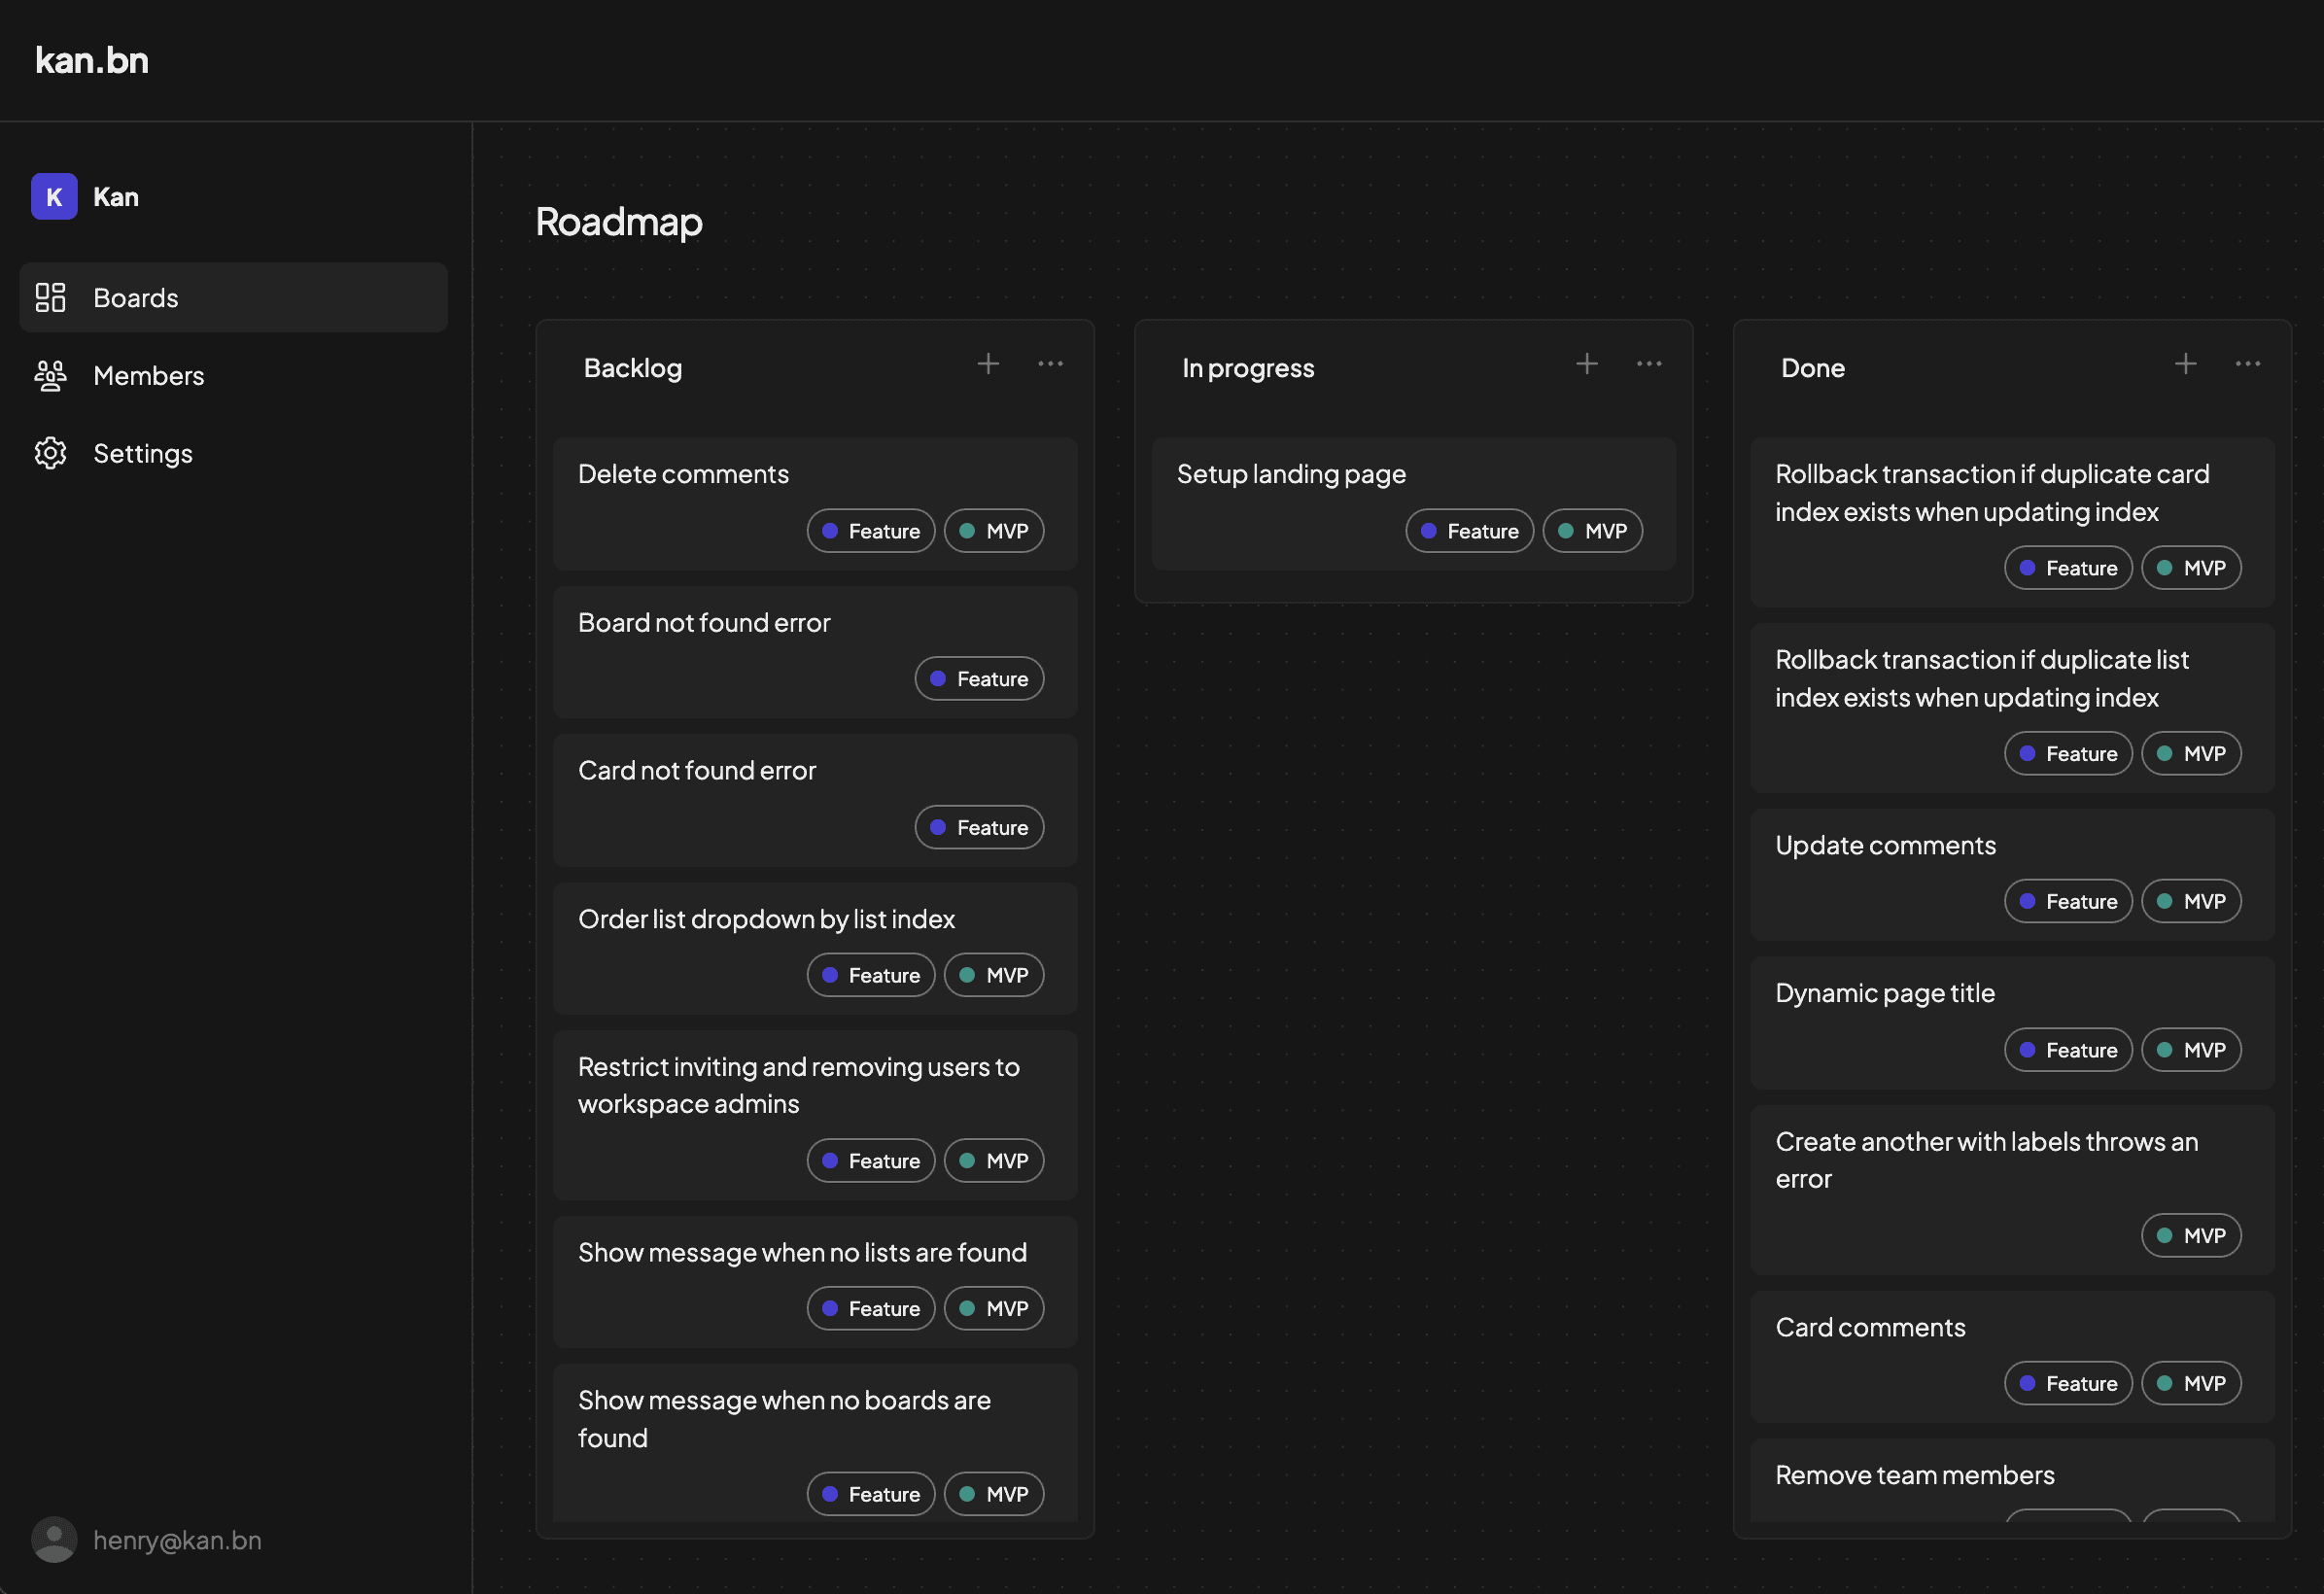 kan.bn
K
Kan
Boards
Members
Settings
henry@kan.bn
Roadmap
Backlog
Delete comments
Feature
MVP
Board not found error
Feature
Card not found error
Feature
Order list dropdown by list index
Feature
MVP
Restrict inviting and removing users to
workspace admins
Feature
MVP
Show message when no lists are found
Feature
MVP
Show message when no boards are
found
Feature
MVP
In progress
Setup landing page
Feature
MVP
Done
Rollback transaction if duplicate card
index exists when updating index
Feature
MVP
Rollback transaction if duplicate list
index exists when updating index
Feature
MVP
Update comments
Feature
MVP
Dynamic page title
Feature
MVP
Create another with labels throws an
error
MVP
Card comments
Feature
MVP
Remove team members